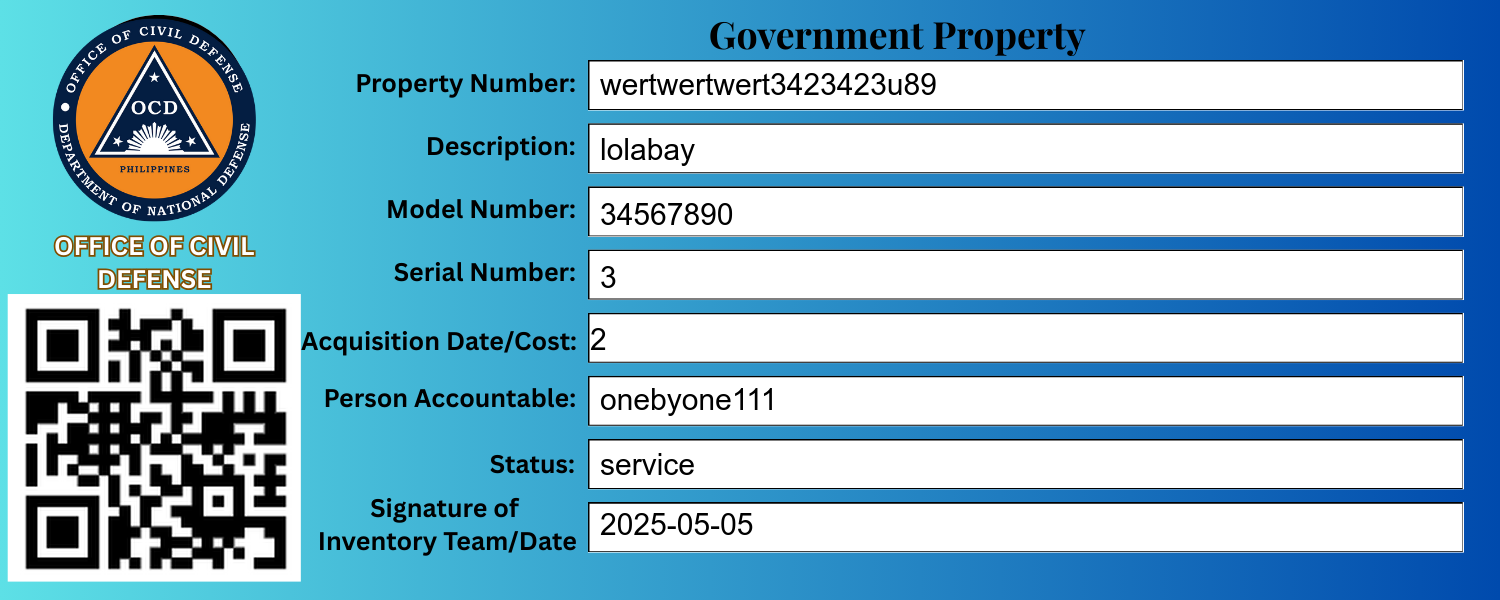 OFFICE OF CIVIL DEFENSE
OCD
PHILIPPINES
DEPARTMENT OF NATIONAL DEFENSE
OFFICE OF CIVIL
DEFENSE
Government Property
Property Number: wertwertwert3423423u89
Description: lolabay
Model Number: 34567890
Serial Number: 3
Acquisition Date/Cost: 2
Person Accountable: onebyone111
Status: service
Signature of
Inventory Team/Date 2025-05-05